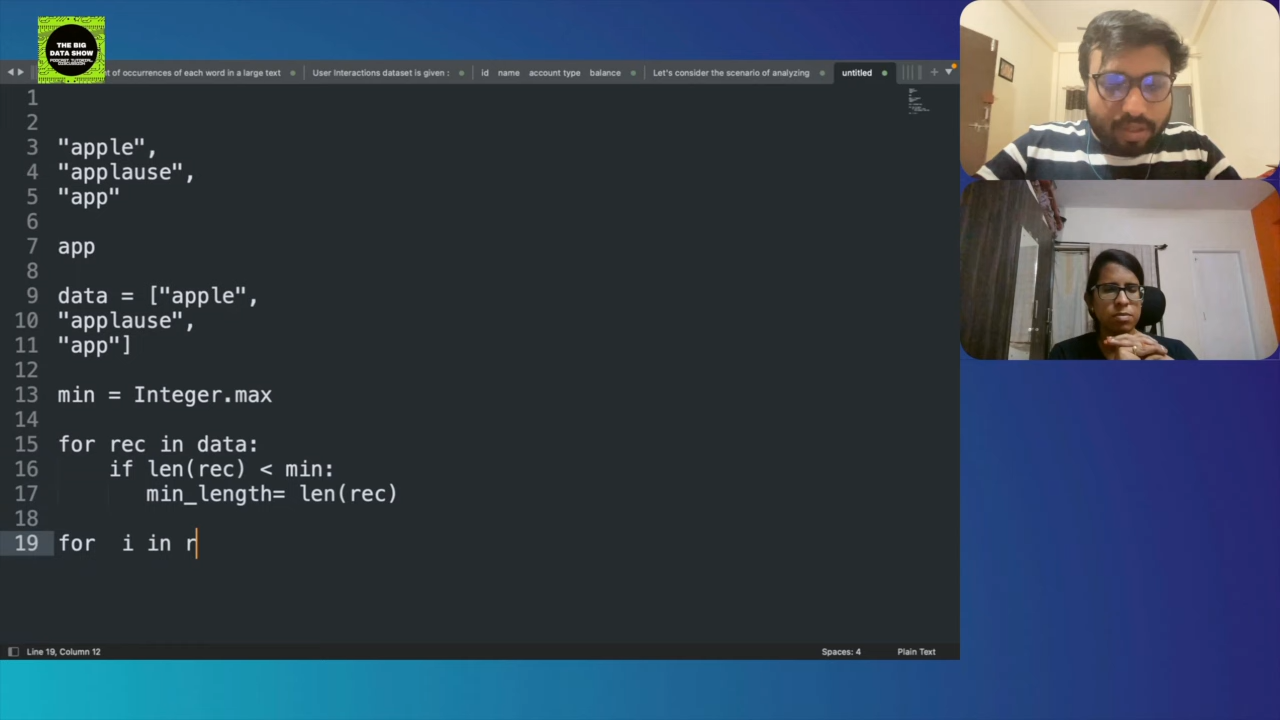 THE BIG
DATA SHOW
PODCAST, TUTORIAL,
DISCUSSION
t of occurrences of each word in a large text
User Interactions dataset is given :
id name account type balance
Let's consider the scenario of analyzing
untitled
1
2
3 "apple",
4 "applause",
5 "app"
6
7 app
8
9 data = ["apple",
10 "applause",
11 "app"]
12
13 min = Integer.max
14
15 for rec in data:
16 if len(rec) < min:
17 min_length= len(rec)
18
19 for  i in r
Line 19, Column 12
Spaces: 4
Plain Text